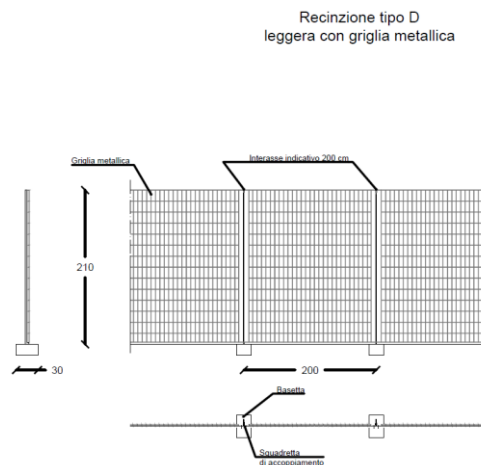 Recinzione tipo D
leggera con griglia metallica
Griglia metallica
Interasse indicativo 200 cm
210
30
200
Basetta
Squadretta
di accoppiamento